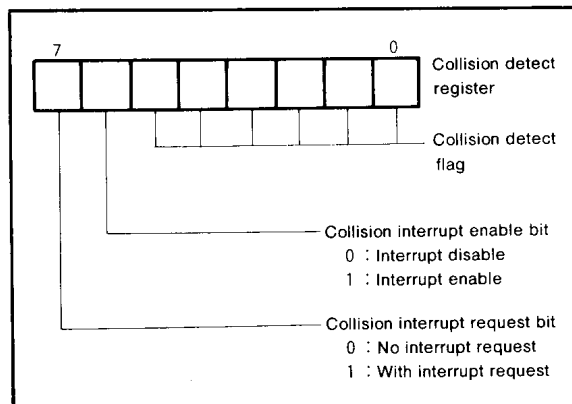 7 0
Collision detect
register
Collision detect
flag
Collision interrupt enable bit
0 : Interrupt disable
1 : Interrupt enable
Collision interrupt request bit
0 : No interrupt request
1 : With interrupt request